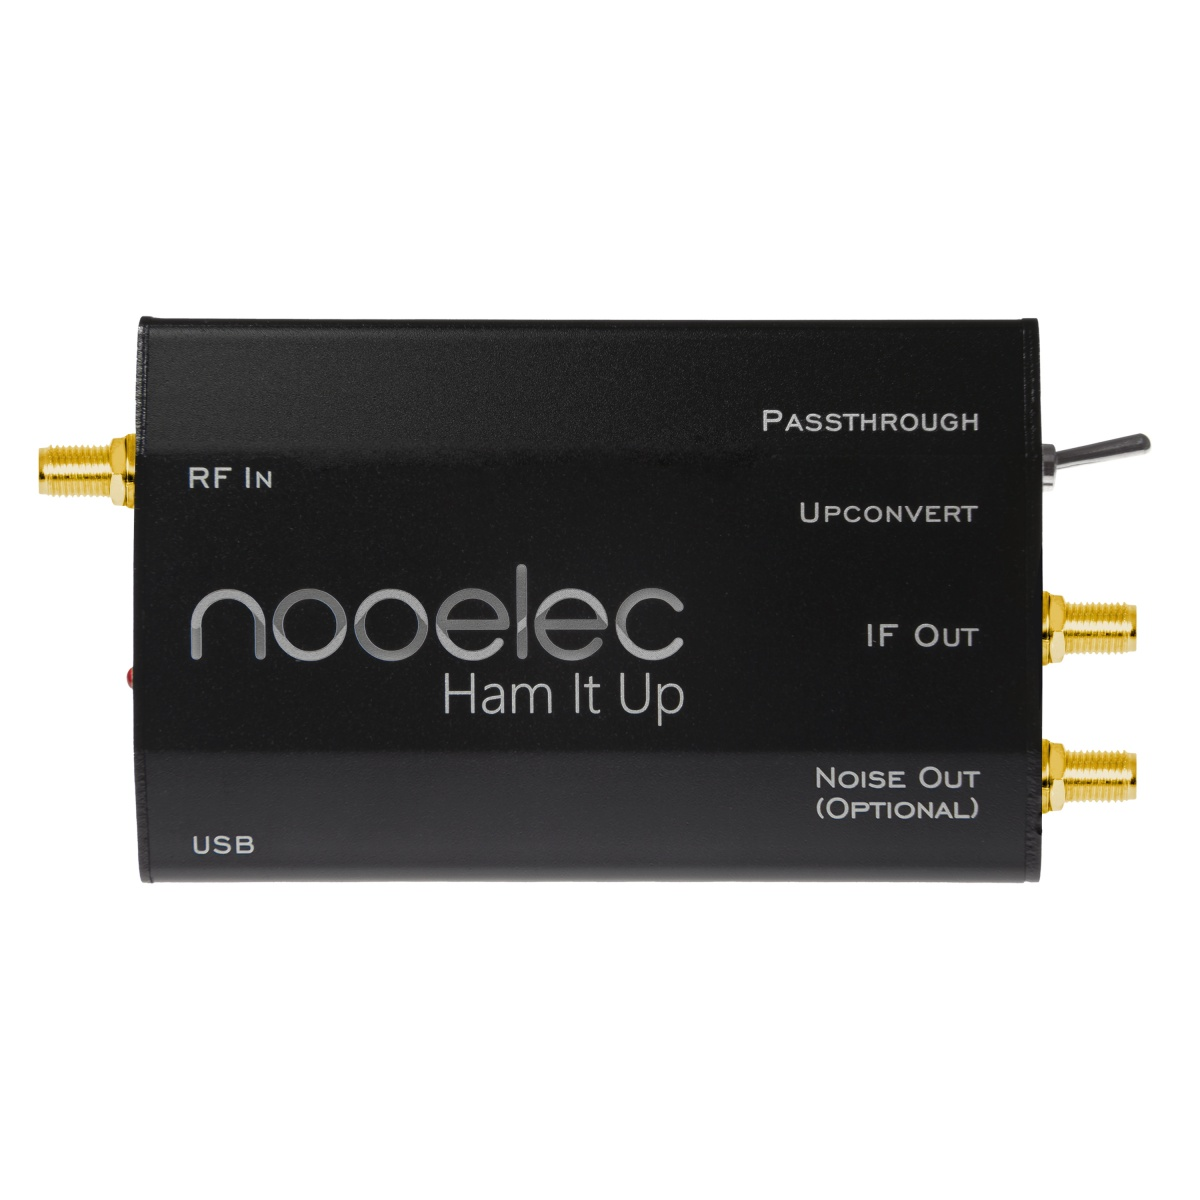 PASSTHROUGH
RF IN
UPCONVERT
nooelec
IF OUT
Ham It Up
NOISE OUT
(OPTIONAL)
USB